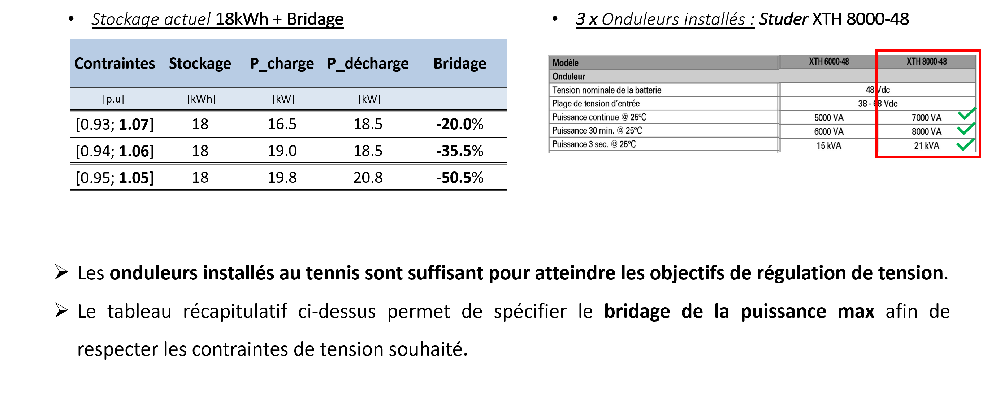 • Stockage actuel 18kWh + Bridage
Contraintes Stockage P_charge P_décharge Bridage
[p.u] [kWh] [kW] [kW]
[0.93; 1.07] 18 16.5 18.5 -20.0%
[0.94; 1.06] 18 19.0 18.5 -35.5%
[0.95; 1.05] 18 19.8 20.8 -50.5%
• 3 x Onduleurs installés : Studer XTH 8000-48
Modèle XTH 6000-48 XTH 8000-48
Onduleur
Tension nominale de la batterie 48 Vdc
Plage de tension d'entrée 38 - 68 Vdc
Puissance continue @ 25°C 5000 VA 7000 VA
Puissance 30 min. @ 25°C 6000 VA 8000 VA
Puissance 3 sec. @ 25°C 15 kVA 21 kVA
➢ Les onduleurs installés au tennis sont suffisant pour atteindre les objectifs de régulation de tension.
➢ Le tableau récapitulatif ci-dessus permet de spécifier le bridage de la puissance max afin de
respecter les contraintes de tension souhaité.